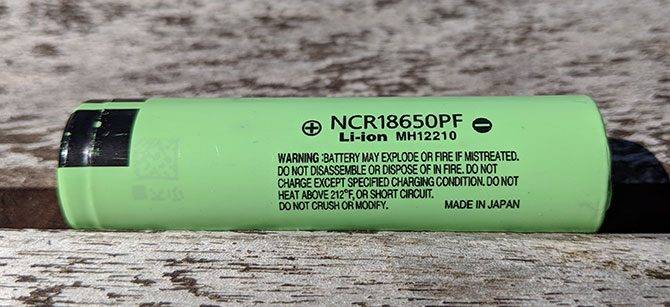 ⊕ NCR18650PF ⊖
Li-ion MH12210
WARNING :BATTERY MAY EXPLODE OR FIRE IF MISTREATED.
DO NOT DISASSEMBLE OR DISPOSE OF IN FIRE. DO NOT
CHARGE EXCEPT SPECIFIED CHARGING CONDITION. DO NOT
HEAT ABOVE 212°F, OR SHORT CIRCUIT.
DO NOT CRUSH OR MODIFY. MADE IN JAPAN